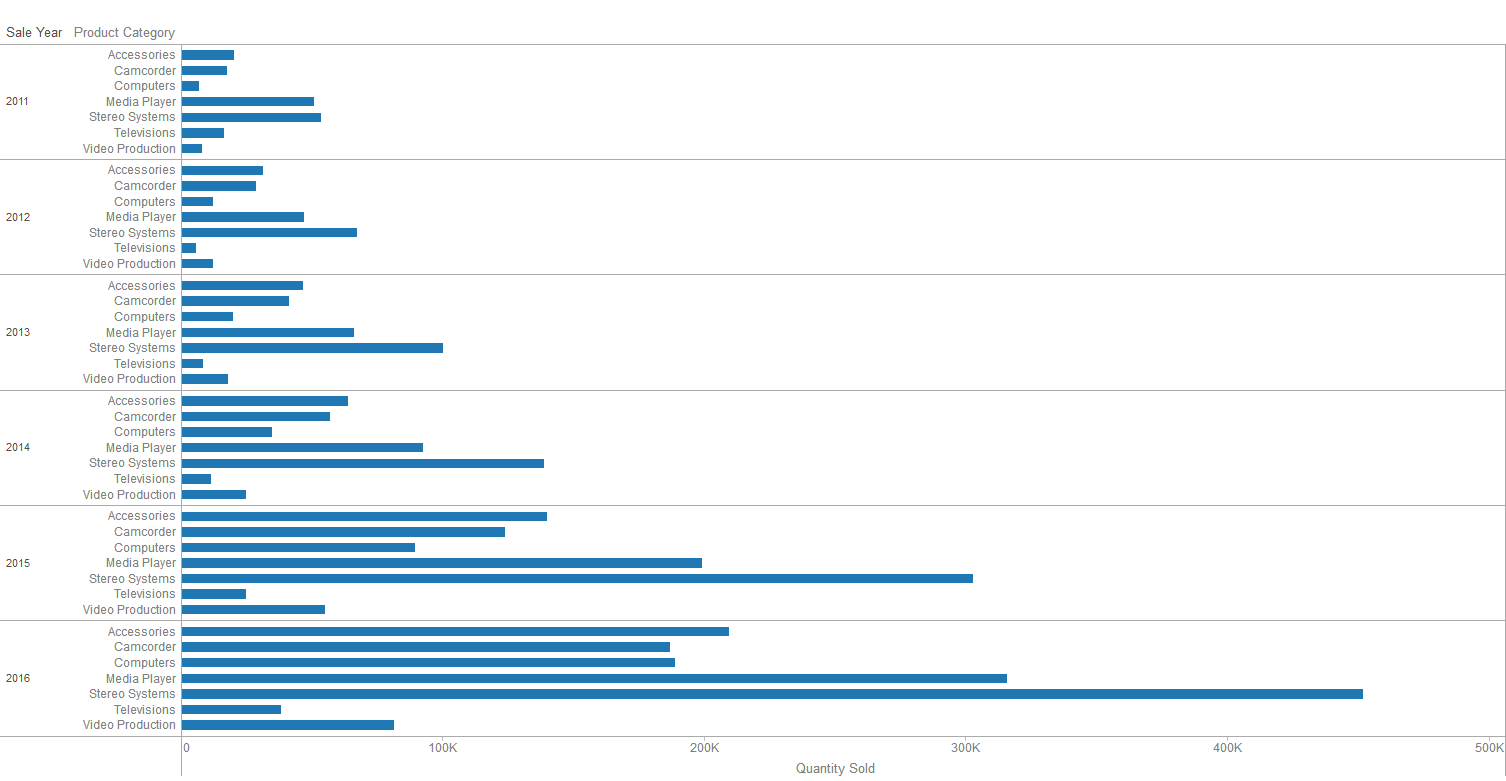 Sale Year Product Category
Accessories
Camcorder
Computers
2011 Media Player
Stereo Systems
Televisions
Video Production
Accessories
Camcorder
Computers
2012 Media Player
Stereo Systems
Televisions
Video Production
Accessories
Camcorder
Computers
2013 Media Player
Stereo Systems
Televisions
Video Production
Accessories
Camcorder
Computers
2014 Media Player
Stereo Systems
Televisions
Video Production
Accessories
Camcorder
Computers
2015 Media Player
Stereo Systems
Televisions
Video Production
Accessories
Camcorder
Computers
2016 Media Player
Stereo Systems
Televisions
Video Production
0 100K 200K 300K 400K 500K
Quantity Sold